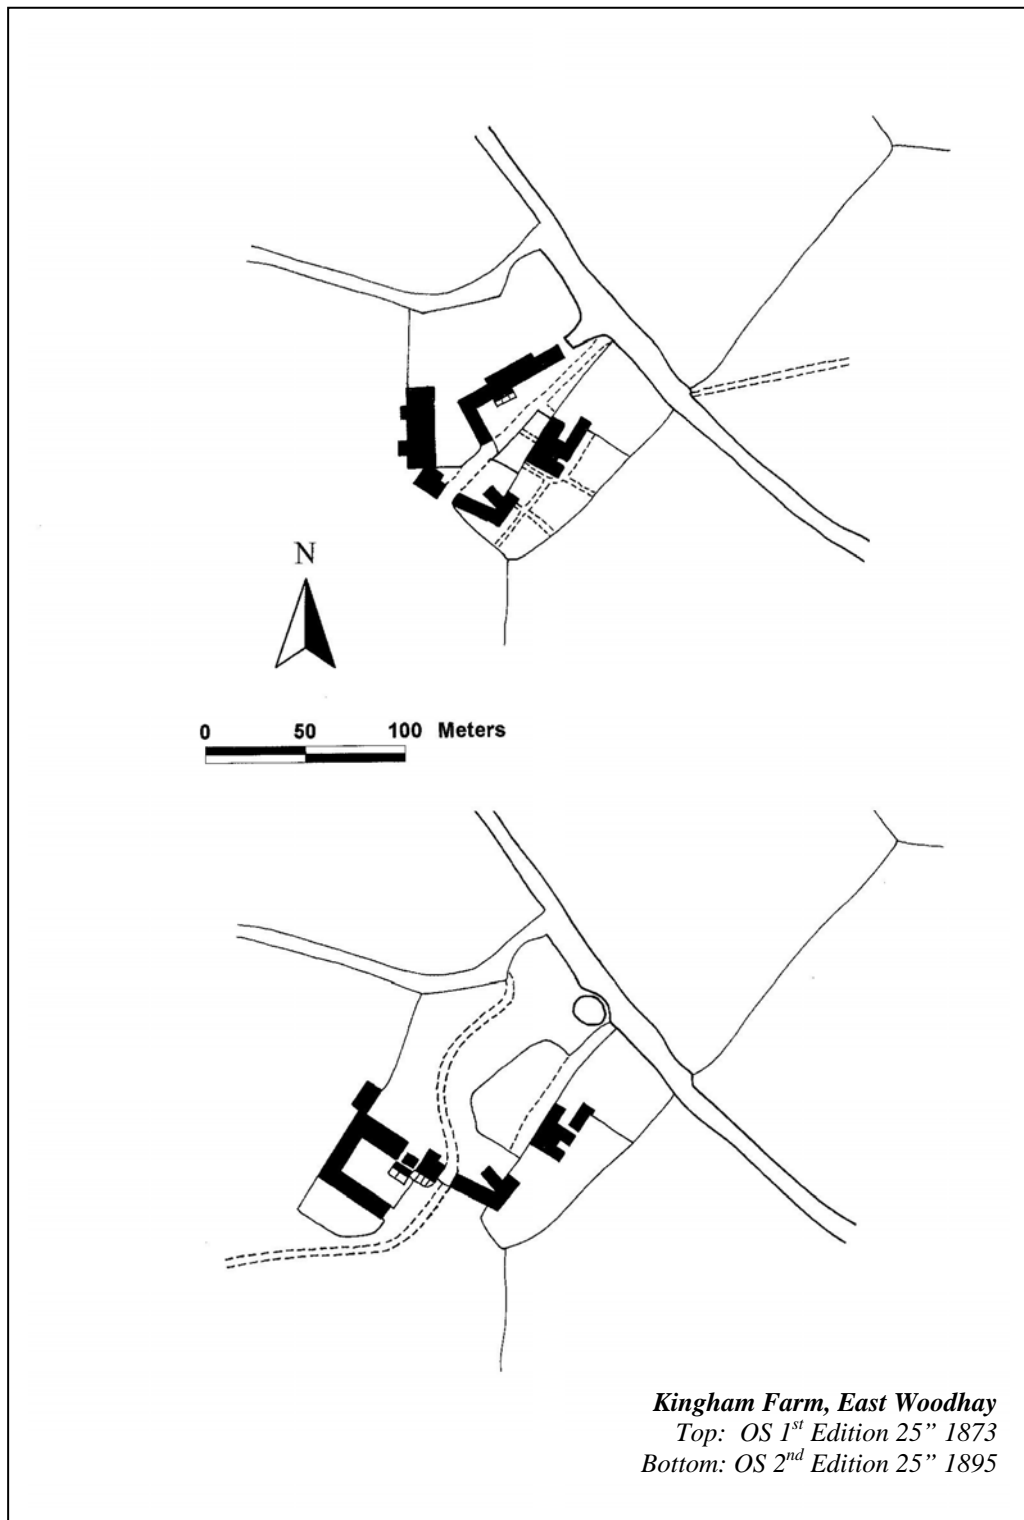 N
0 50 100 Meters
Kingham Farm, East Woodhay
Top: OS 1st Edition 25” 1873
Bottom: OS 2nd Edition 25” 1895